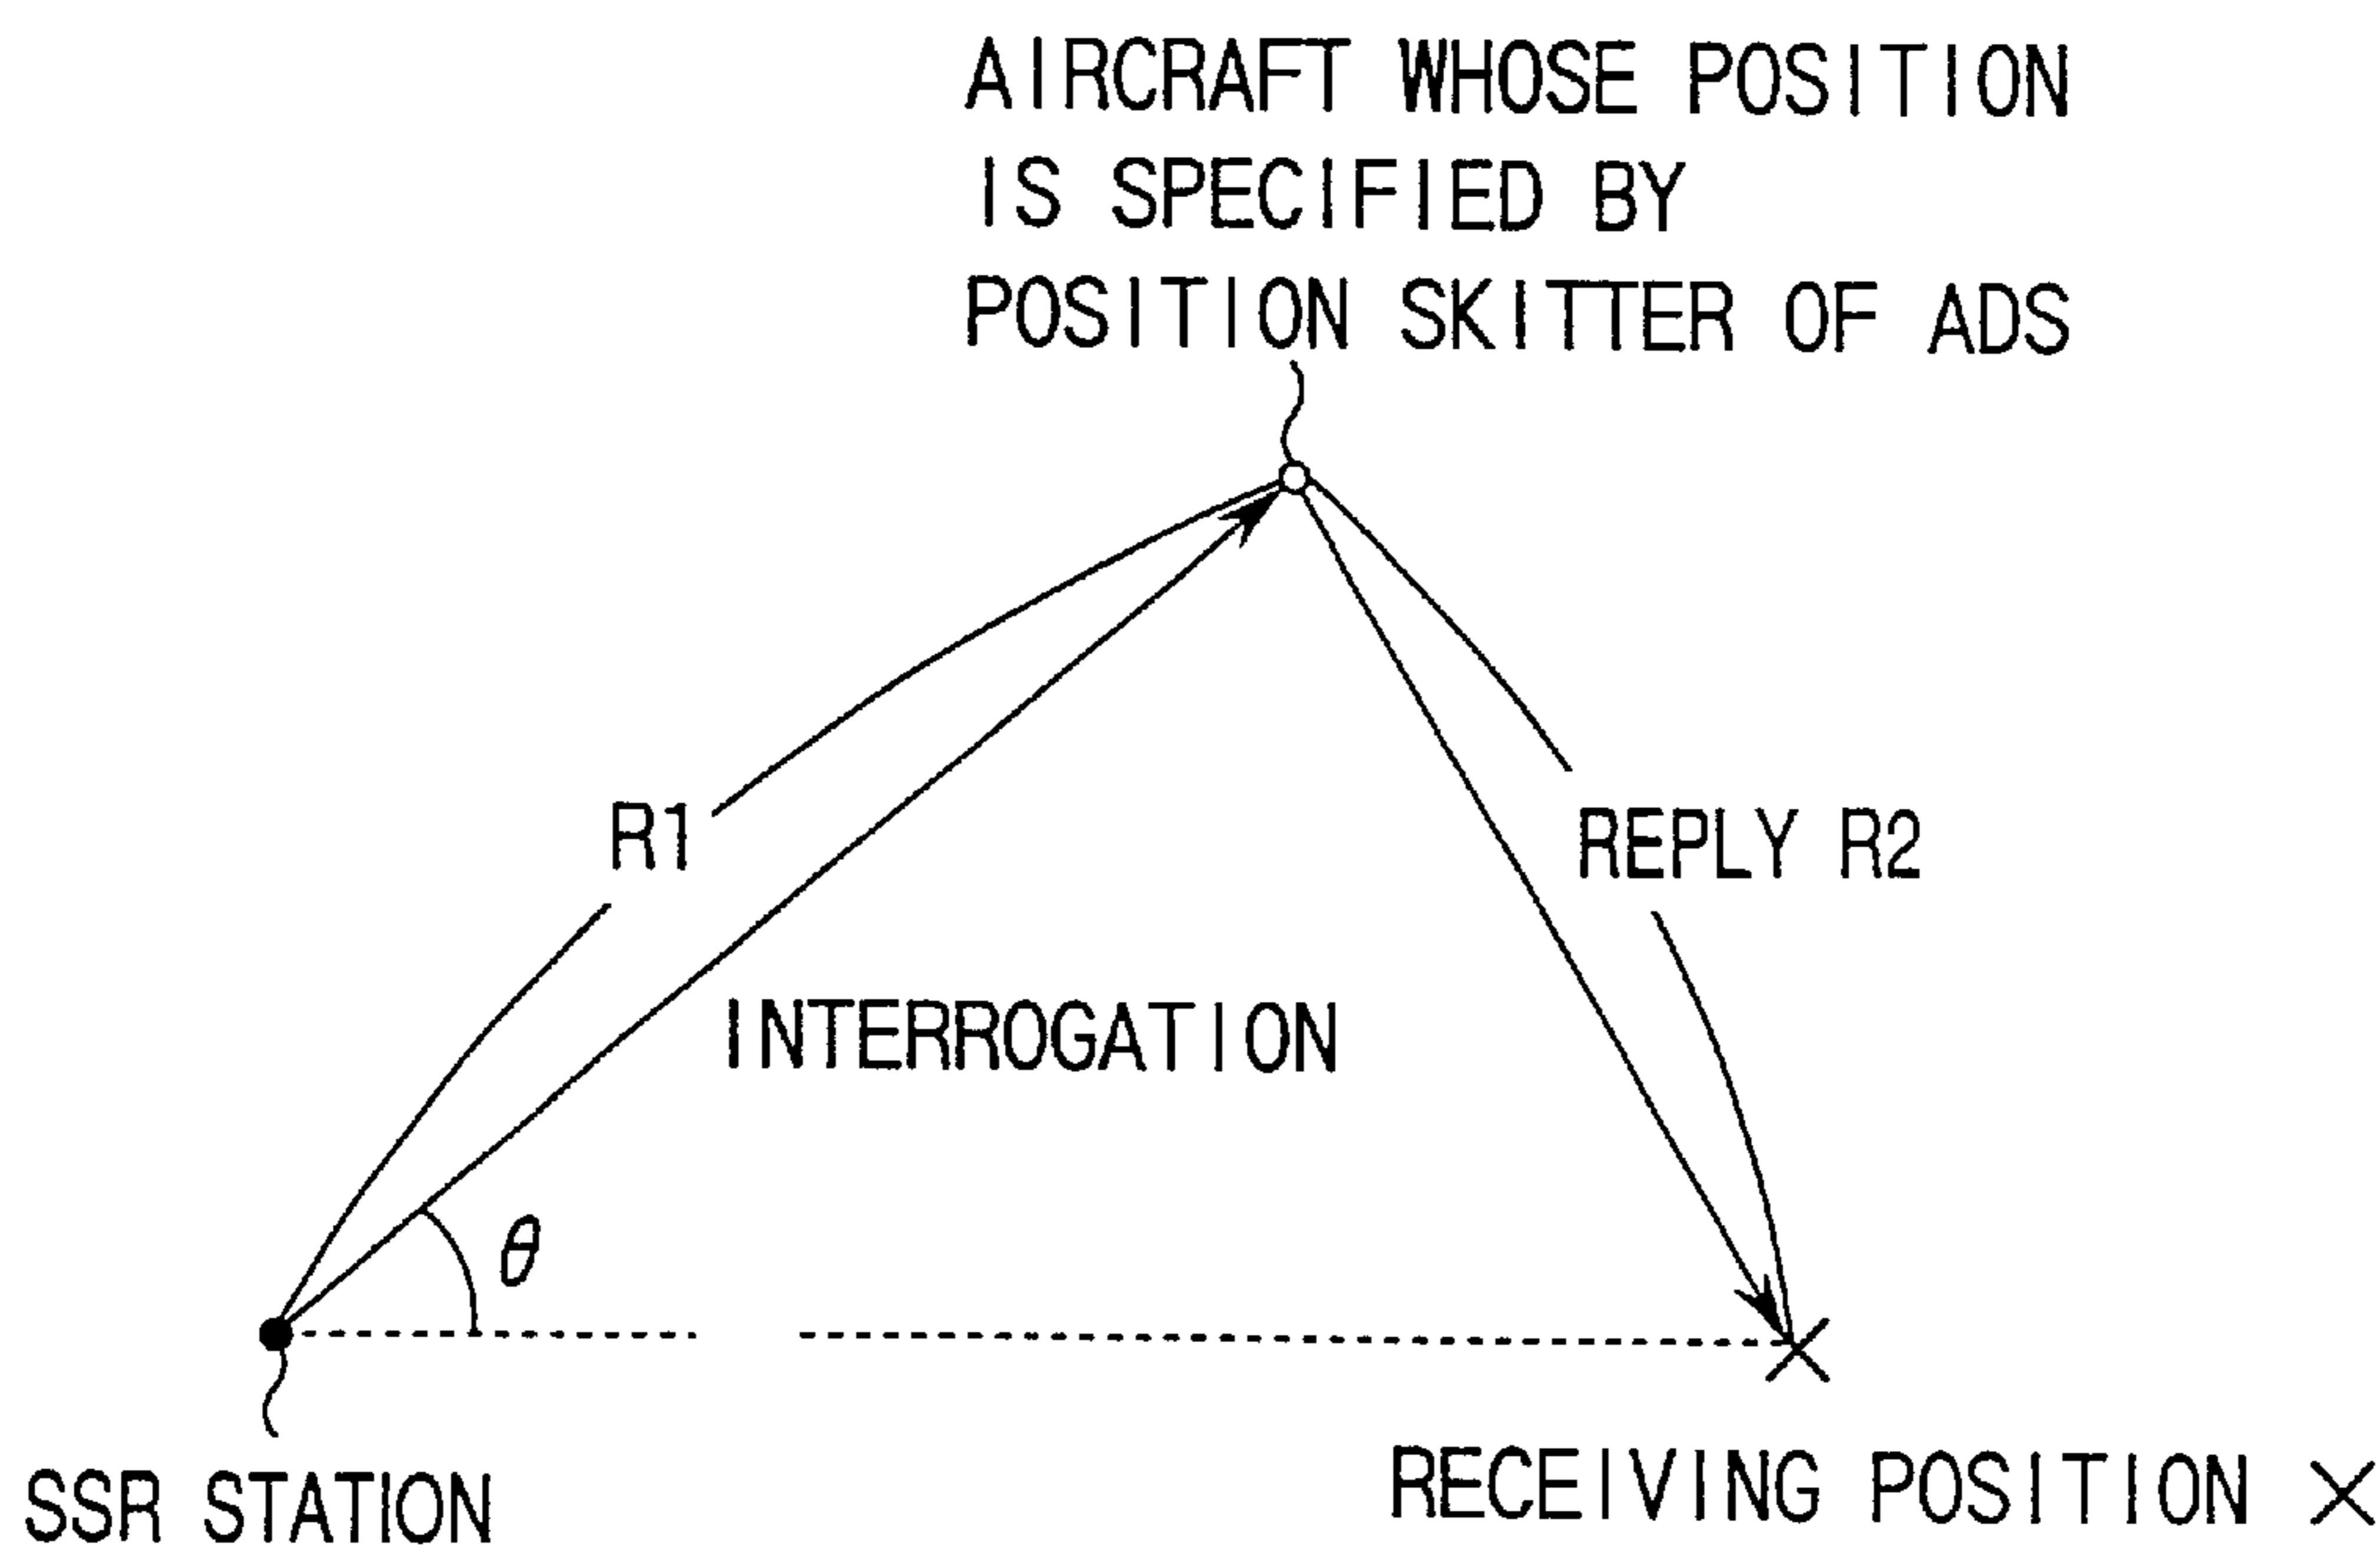 AIRCRAFT WHOSE POSITION
IS SPECIFIED BY
POSITION SKITTER OF ADS
R1
REPLY R2
INTERROGATION
θ
SSR STATION
RECEIVING POSITION ×